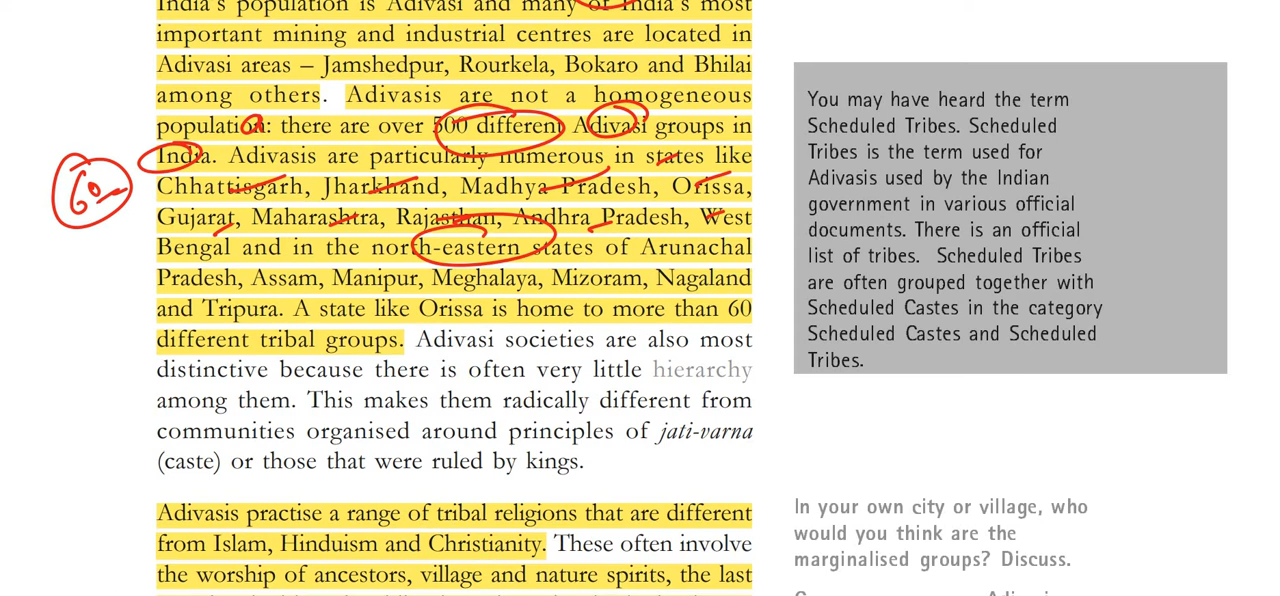 India's population is Adivasi and many of India's most
important mining and industrial centres are located in
Adivasi areas – Jamshedpur, Rourkela, Bokaro and Bhilai
among others. Adivasis are not a homogeneous
population: there are over 500 different Adivasi groups in
India. Adivasis are particularly numerous in states like
Chhattisgarh, Jharkhand, Madhya Pradesh, Orissa,
Gujarat, Maharashtra, Rajasthan, Andhra Pradesh, West
Bengal and in the north-eastern states of Arunachal
Pradesh, Assam, Manipur, Meghalaya, Mizoram, Nagaland
and Tripura. A state like Orissa is home to more than 60
different tribal groups. Adivasi societies are also most
distinctive because there is often very little hierarchy
among them. This makes them radically different from
communities organised around principles of jati-varna
(caste) or those that were ruled by kings.
Adivasis practise a range of tribal religions that are different
from Islam, Hinduism and Christianity. These often involve
the worship of ancestors, village and nature spirits, the last
60
You may have heard the term
Scheduled Tribes. Scheduled
Tribes is the term used for
Adivasis used by the Indian
government in various official
documents. There is an official
list of tribes. Scheduled Tribes
are often grouped together with
Scheduled Castes in the category
Scheduled Castes and Scheduled
Tribes.
In your own city or village, who
would you think are the
marginalised groups? Discuss.